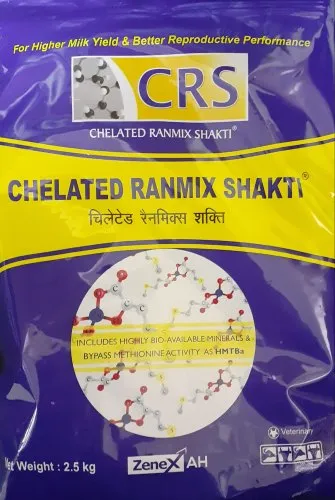 For Higher Milk Yield & Better Reproductive Performance
CRS
CHELATED RANMIX SHAKTI®
CHELATED RANMIX SHAKTI®
चिलेटेड रैनमिक्स शक्ति
INCLUDES HIGHLY BIO-AVAILABLE MINERALS &
BYPASS METHIONINE ACTIVITY AS HMTBa
Veterinary
Net Weight : 2.5 kg
Zenex AH